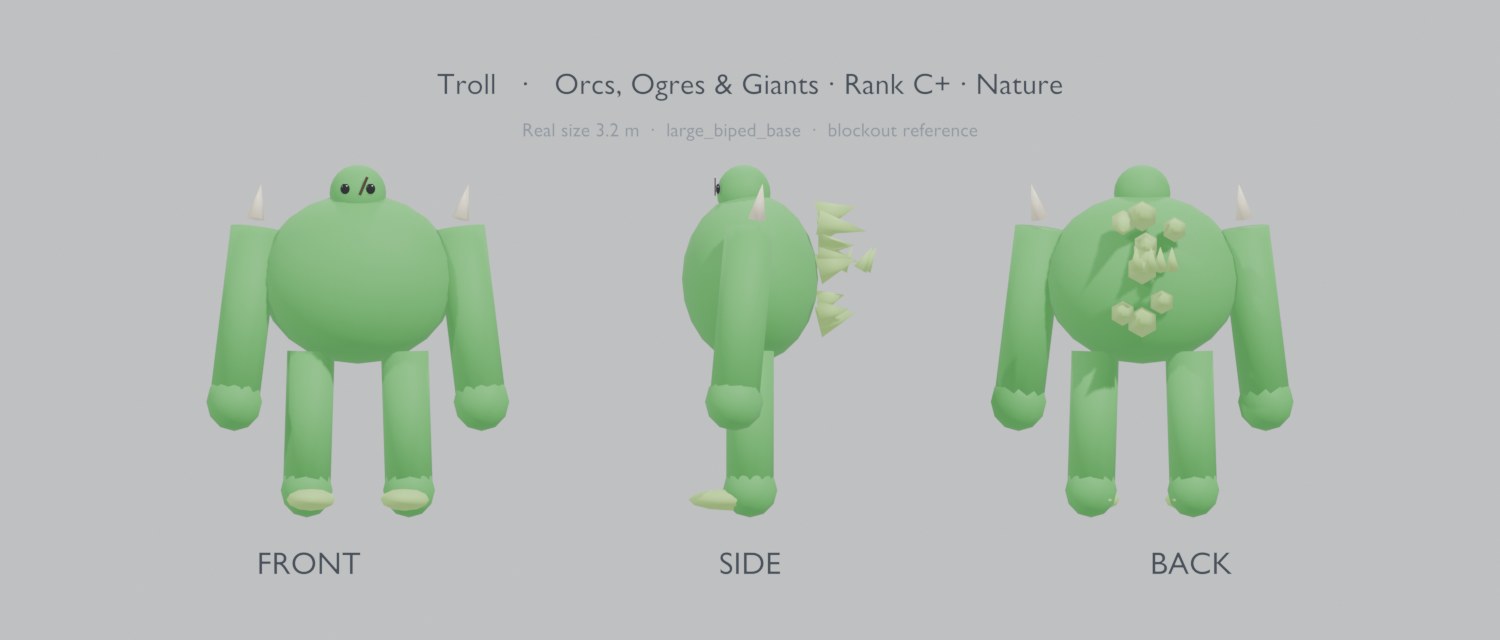 Troll · Orcs, Ogres & Giants · Rank C+ · Nature
Real size 3.2 m · large_biped_base · blockout reference
FRONT SIDE BACK